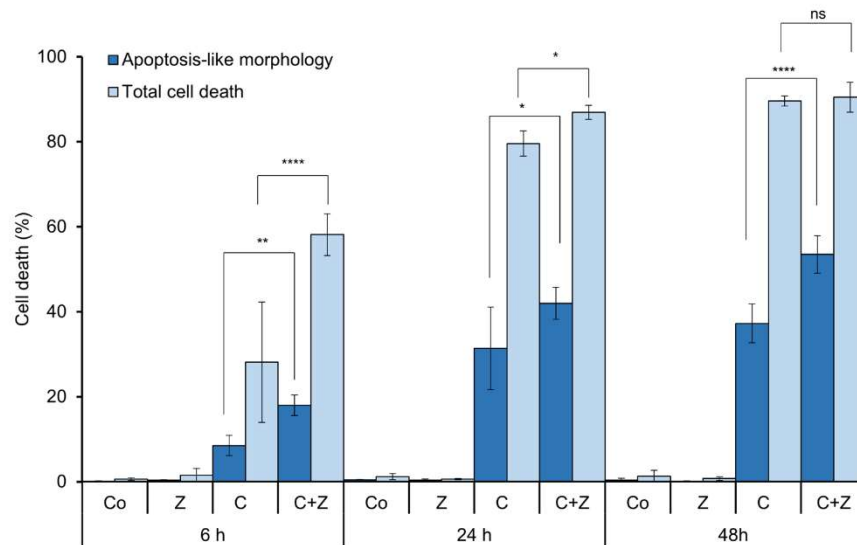 ns
100
Apoptosis-like morphology
*
****
Total cell death
*
80
****
60
**
Cell death (%)
40
20
0
Co Z C C+Z Co Z C C+Z Co Z C C+Z
6 h 24 h 48h